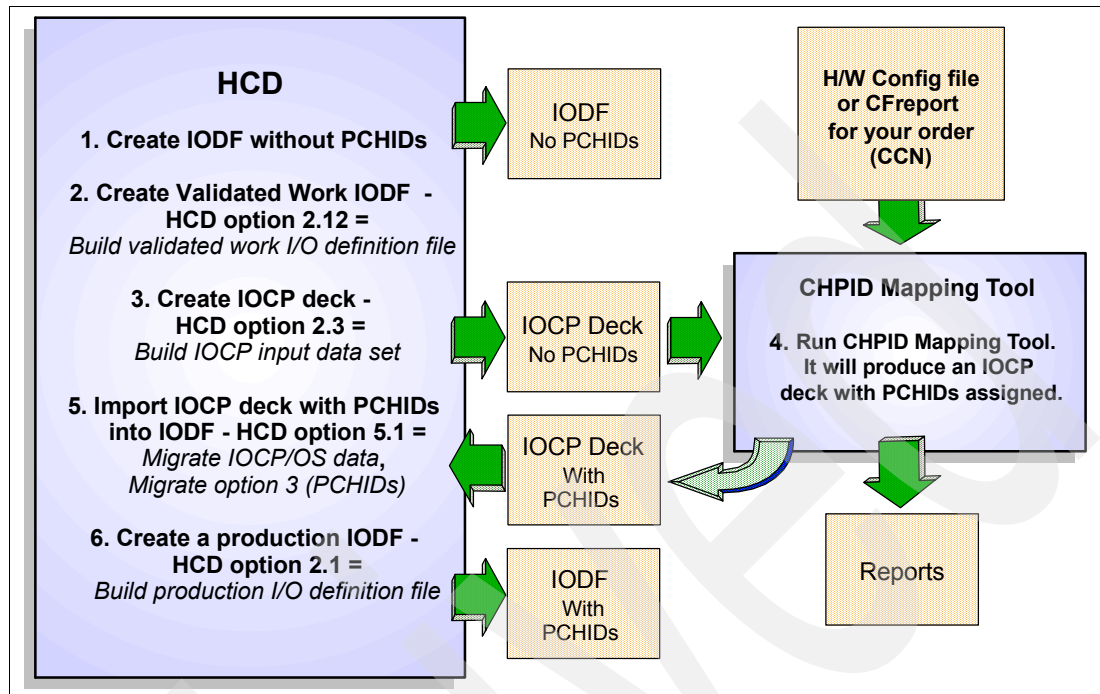 HCD
1. Create IODF without PCHIDs
2. Create Validated Work IODF -
HCD option 2.12 =
Build validated work I/O definition file
3. Create IOCP deck -
HCD option 2.3 =
Build IOCP input data set
5. Import IOCP deck with PCHIDs
into IODF - HCD option 5.1 =
Migrate IOCP/OS data,
Migrate option 3 (PCHIDs)
6. Create a production IODF -
HCD option 2.1 =
Build production I/O definition file
IODF
No PCHIDs
IOCP Deck
No PCHIDs
IOCP Deck
With
PCHIDs
IODF
With
PCHIDs
H/W Config file
or CFreport
for your order
(CCN)
CHPID Mapping Tool
4. Run CHPID Mapping Tool.
It will produce an IOCP
deck with PCHIDs assigned.
Reports